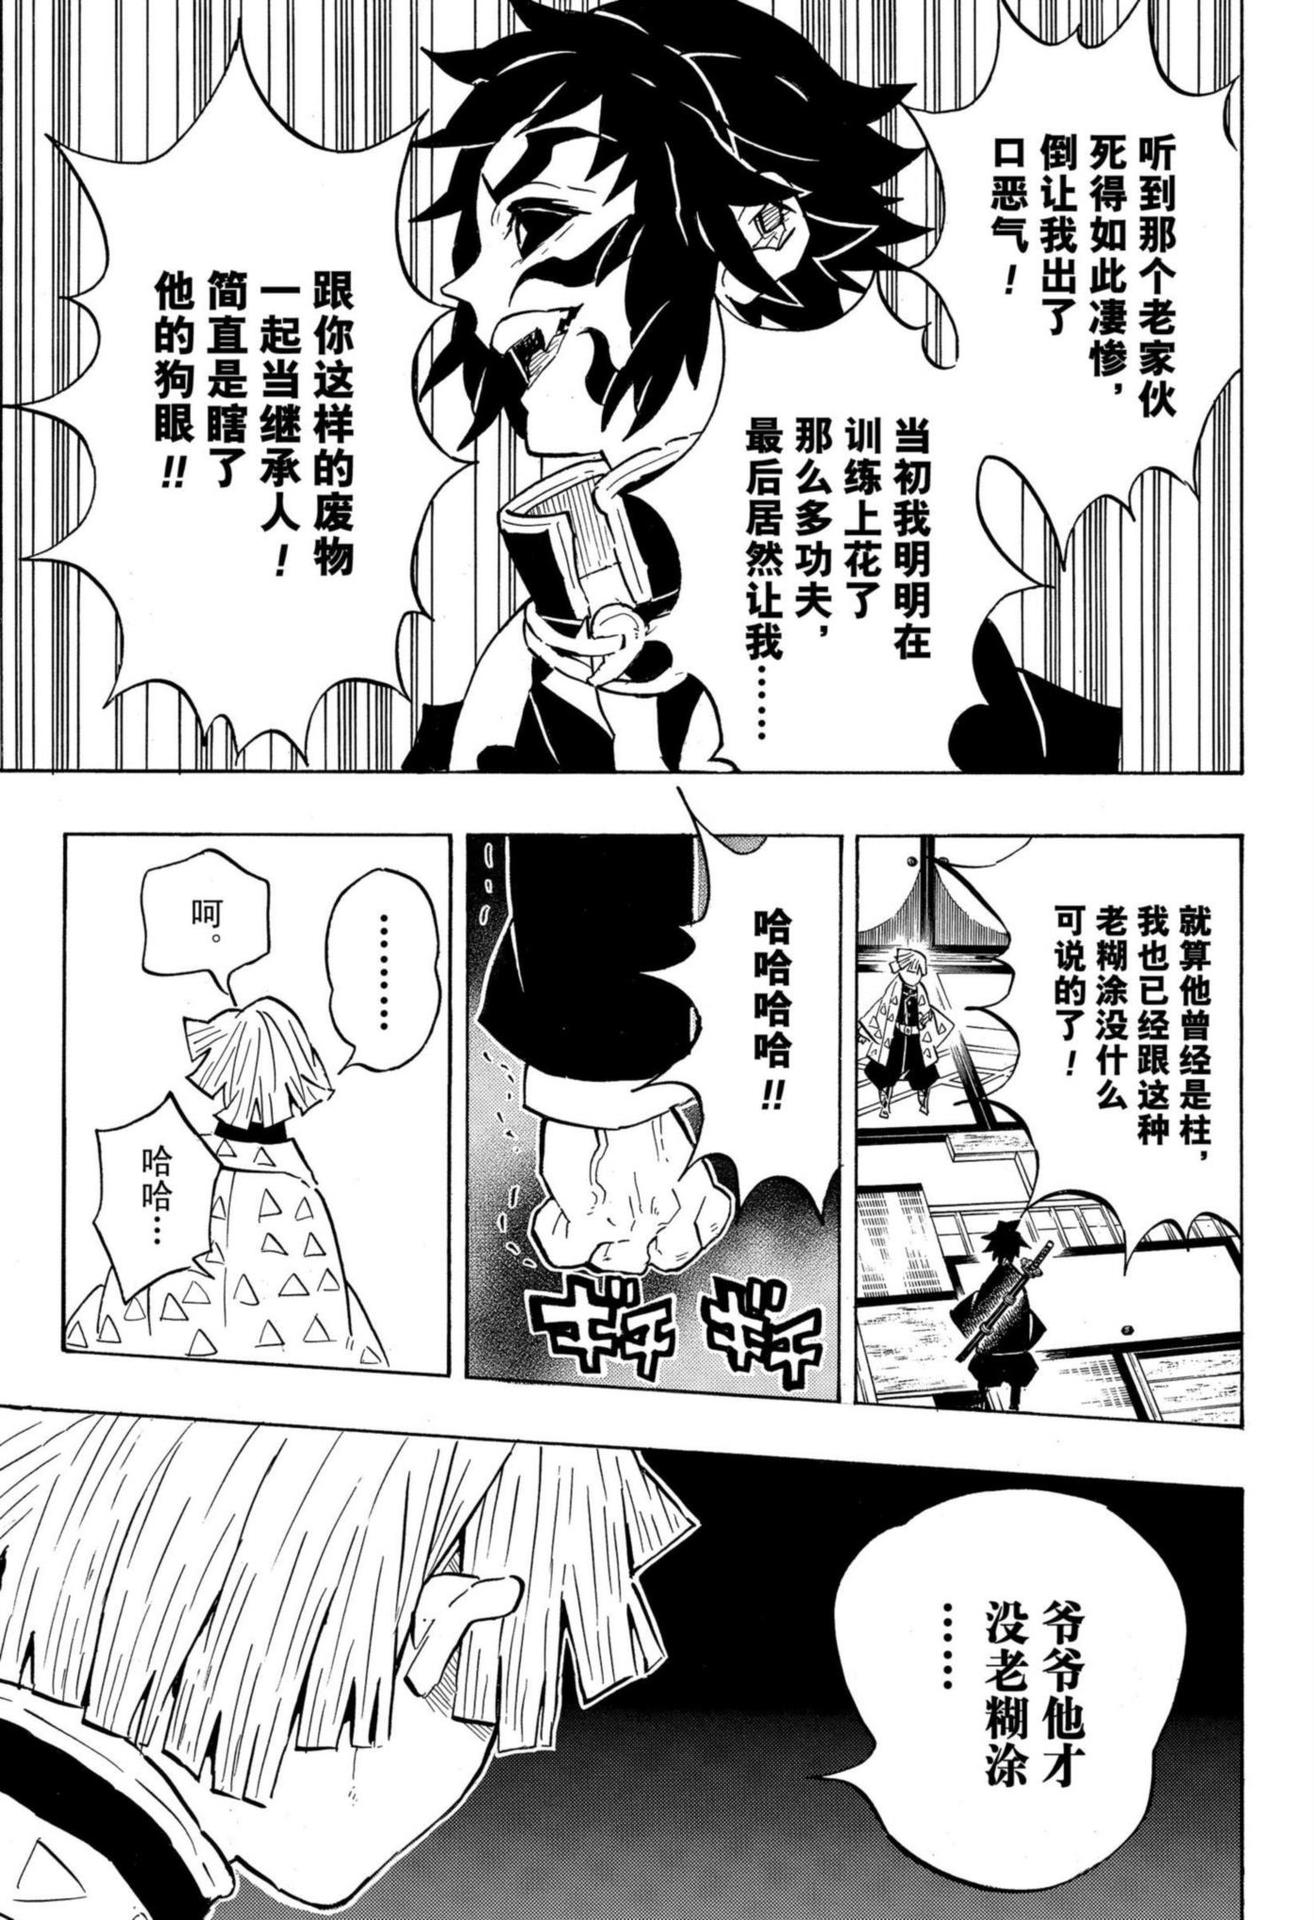 听到那个老家伙
死得如此凄惨，
倒让我出了
口恶气！
当初我明明在
训练上花了
那么多功夫，
最后居然让我……
跟你这样的废物
一起当继承人！
简直是瞎了
他的狗眼!!
就算他曾经是柱，
我也已经跟这种
老糊涂没什么
可说的了！
哈哈哈哈!!
ギギ
ギギ
………
呵。
哈哈…
爷爷他才
没老糊涂
……